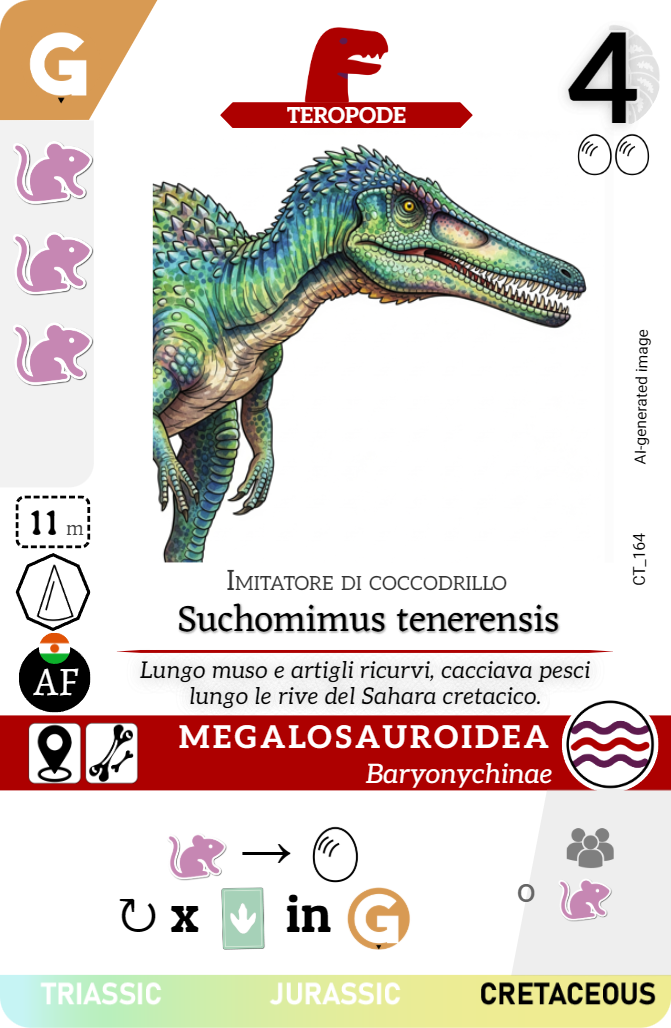 G
TEROPODE
4
AI-generated image
CT_164
11 m
AF
Imitatore di coccodrillo
Suchomimus tenerensis
Lungo muso e artigli ricurvi, cacciava pesci
lungo le rive del Sahara cretacico.
MEGALOSAUROIDEA
Baryonychinae
→
↻ x in G
o
TRIASSIC JURASSIC CRETACEOUS